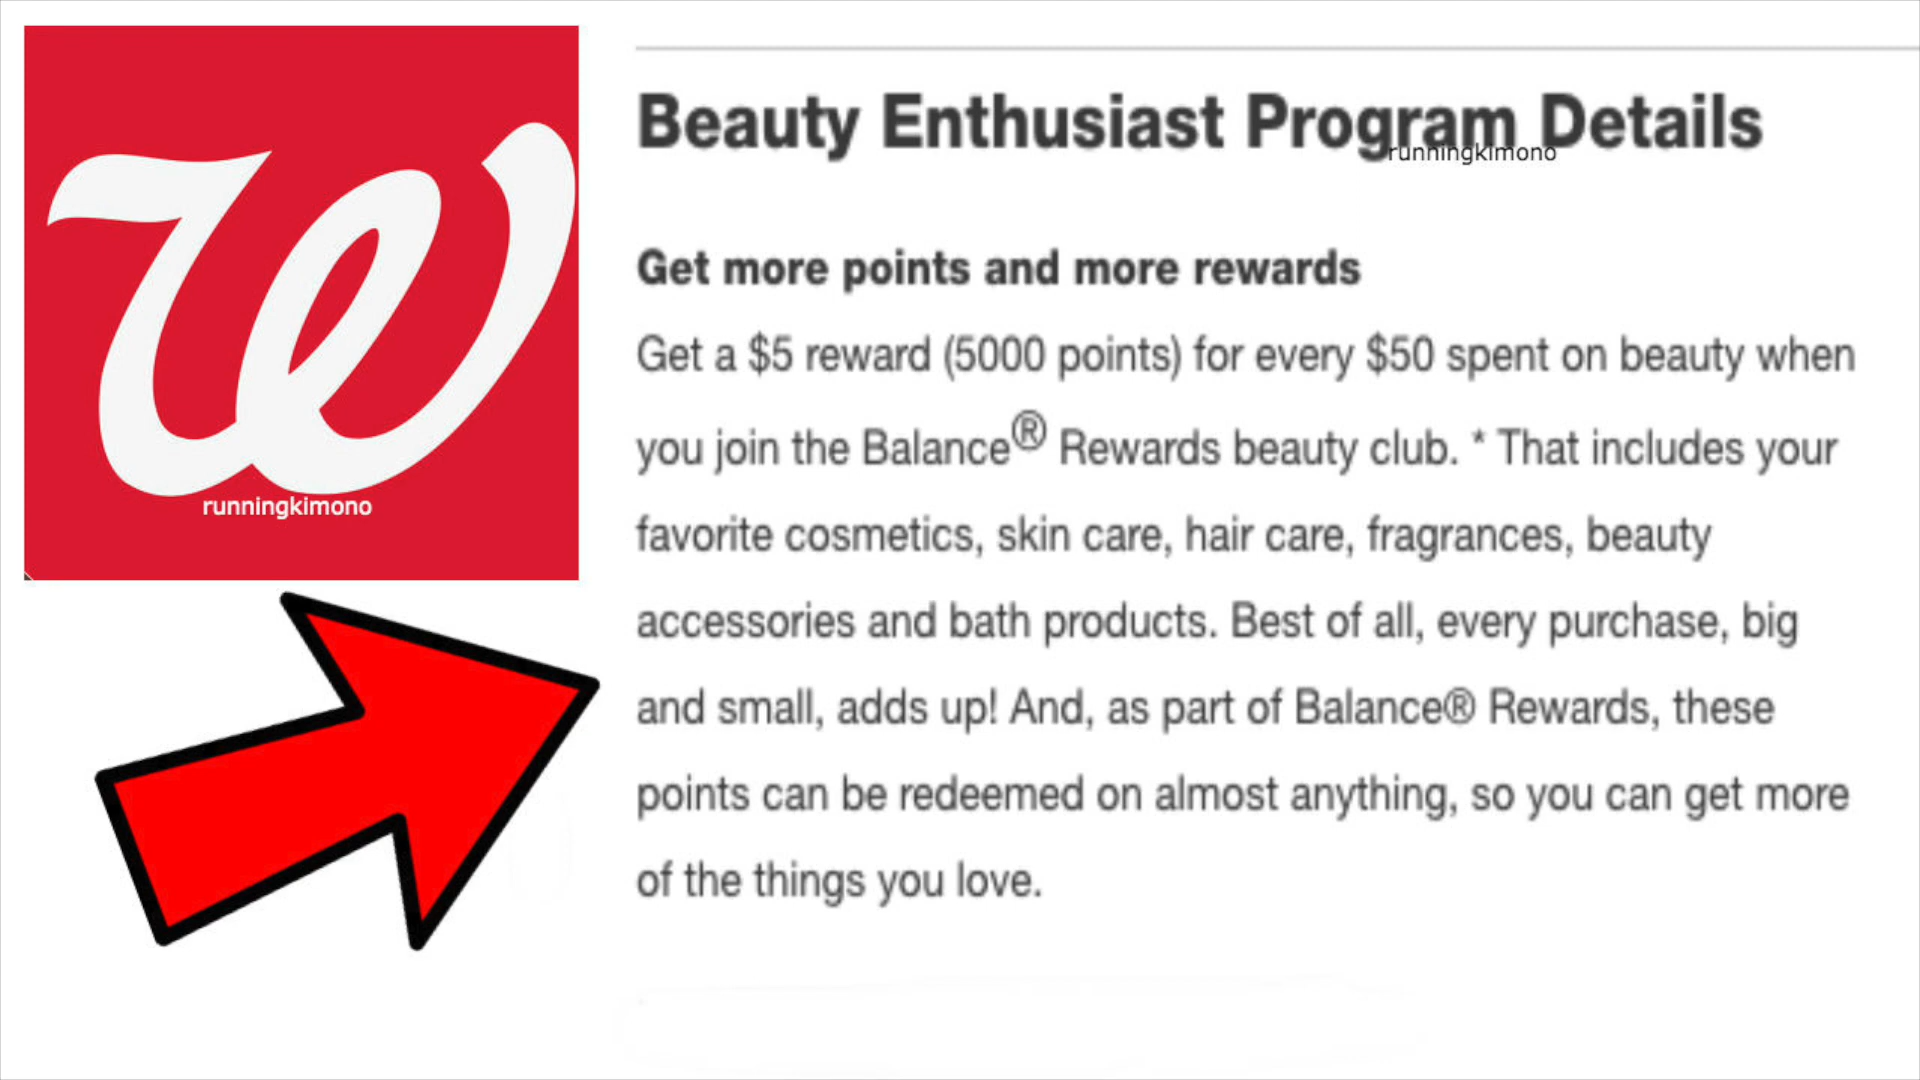 Beauty Enthusiast Program Details
runningkimono
Get more points and more rewards
Get a $5 reward (5000 points) for every $50 spent on beauty when
you join the Balance® Rewards beauty club. * That includes your
favorite cosmetics, skin care, hair care, fragrances, beauty
accessories and bath products. Best of all, every purchase, big
and small, adds up! And, as part of Balance® Rewards, these
points can be redeemed on almost anything, so you can get more
of the things you love.
W
runningkimono